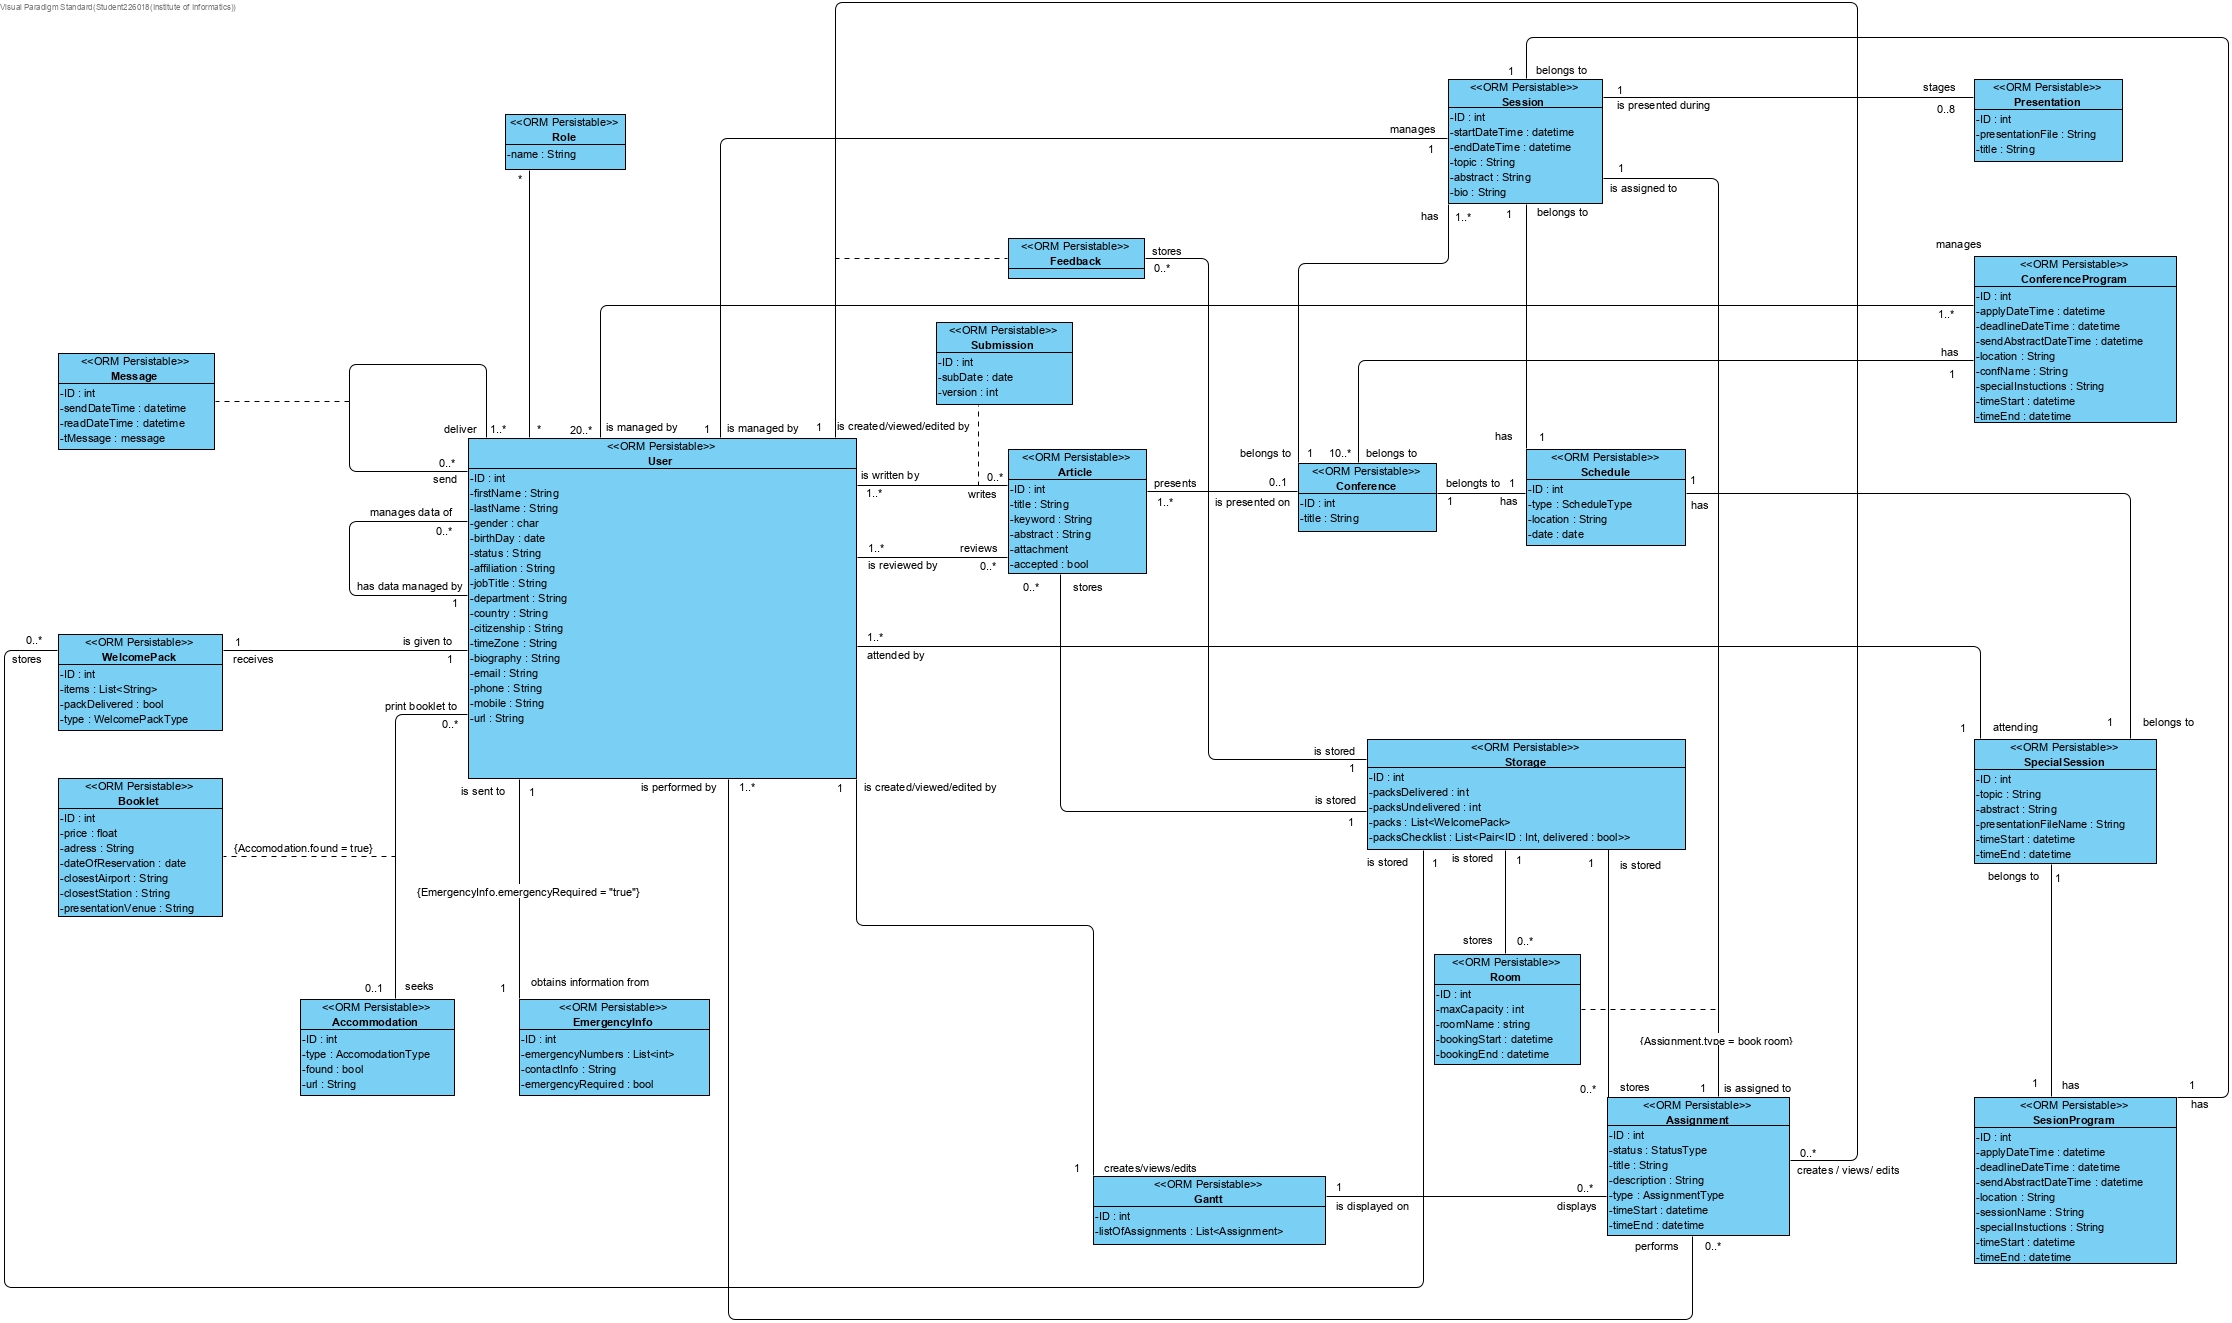 Visual Paradigm Standard(Student226018(Institute of Informatics))
1
belongs to
<<ORM Persistable>>
Session
-ID : int
-startDateTime : datetime
-endDateTime : datetime
-topic : String
-abstract : String
-bio : String
1
is presented during
stages
0..8
<<ORM Persistable>>
Presentation
-ID : int
-presentationFile : String
-title : String
<<ORM Persistable>>
Role
-name : String
*
manages
1
1
is assigned to
has
1..*
1
belongs to
<<ORM Persistable>>
Feedback
stores
0..*
manages
<<ORM Persistable>>
ConferenceProgram
-ID : int
-applyDateTime : datetime
-deadlineDateTime : datetime
-sendAbstractDateTime : datetime
-location : String
-confName : String
-specialInstuctions : String
-timeStart : datetime
-timeEnd : datetime
1..*
has
1
<<ORM Persistable>>
Submission
-ID : int
-subDate : date
-version : int
<<ORM Persistable>>
Message
-ID : int
-sendDateTime : datetime
-readDateTime : datetime
-tMessage : message
deliver
1..*
*
20..*
is managed by
1
is managed by
1
is created/viewed/edited by
0..*
send
<<ORM Persistable>>
User
-ID : int
-firstName : String
-lastName : String
-gender : char
-birthDay : date
-status : String
-affiliation : String
-jobTitle : String
-department : String
-country : String
-citizenship : String
-timeZone : String
-biography : String
-email : String
-phone : String
-mobile : String
-url : String
is written by
1..*
0..*
writes
<<ORM Persistable>>
Article
-ID : int
-title : String
-keyword : String
-abstract : String
-attachment
-accepted : bool
presents
1..*
0..1
is presented on
belongs to
1
10..*
belongs to
<<ORM Persistable>>
Conference
-ID : int
-title : String
belongts to
1
1
has
has
1
<<ORM Persistable>>
Schedule
-ID : int
-type : ScheduleType
-location : String
-date : date
1
has
manages data of
0..*
has data managed by
1
1..*
is reviewed by
reviews
0..*
0..*
stores
0..*
stores
<<ORM Persistable>>
WelcomePack
-ID : int
-items : List<String>
-packDelivered : bool
-type : WelcomePackType
1
receives
is given to
1
1..*
attended by
print booklet to
0..*
1
attending
1
belongs to
<<ORM Persistable>>
SpecialSession
-ID : int
-topic : String
-abstract : String
-presentationFileName : String
-timeStart : datetime
-timeEnd : datetime
belongs to
1
is stored
1
is stored
1
<<ORM Persistable>>
Storage
-ID : int
-packsDelivered : int
-packsUndelivered : int
-packs : List<WelcomePack>
-packsChecklist : List<Pair<ID : Int, delivered : bool>>
is stored
1
is stored
1
1
is stored
<<ORM Persistable>>
Booklet
-ID : int
-price : float
-adress : String
-dateOfReservation : date
-closestAirport : String
-closestStation : String
-presentationVenue : String
{Accomodation.found = true}
is sent to
1
is performed by
1..*
1
is created/viewed/edited by
{EmergencyInfo.emergencyRequired = "true"}
0..1
seeks
1
obtains information from
<<ORM Persistable>>
Accommodation
-ID : int
-type : AccomodationType
-found : bool
-url : String
<<ORM Persistable>>
EmergencyInfo
-ID : int
-emergencyNumbers : List<int>
-contactInfo : String
-emergencyRequired : bool
stores
0..*
<<ORM Persistable>>
Room
-ID : int
-maxCapacity : int
-roomName : string
-bookingStart : datetime
-bookingEnd : datetime
{Assignment.type = book room}
0..*
stores
1
is assigned to
<<ORM Persistable>>
Assignment
-ID : int
-status : StatusType
-title : String
-description : String
-type : AssignmentType
-timeStart : datetime
-timeEnd : datetime
0..*
creates / views/ edits
performs
0..*
1
has
1
has
<<ORM Persistable>>
SesionProgram
-ID : int
-applyDateTime : datetime
-deadlineDateTime : datetime
-sendAbstractDateTime : datetime
-location : String
-sessionName : String
-specialInstuctions : String
-timeStart : datetime
-timeEnd : datetime
1
creates/views/edits
<<ORM Persistable>>
Gantt
-ID : int
-listOfAssignments : List<Assignment>
1
is displayed on
0..*
displays